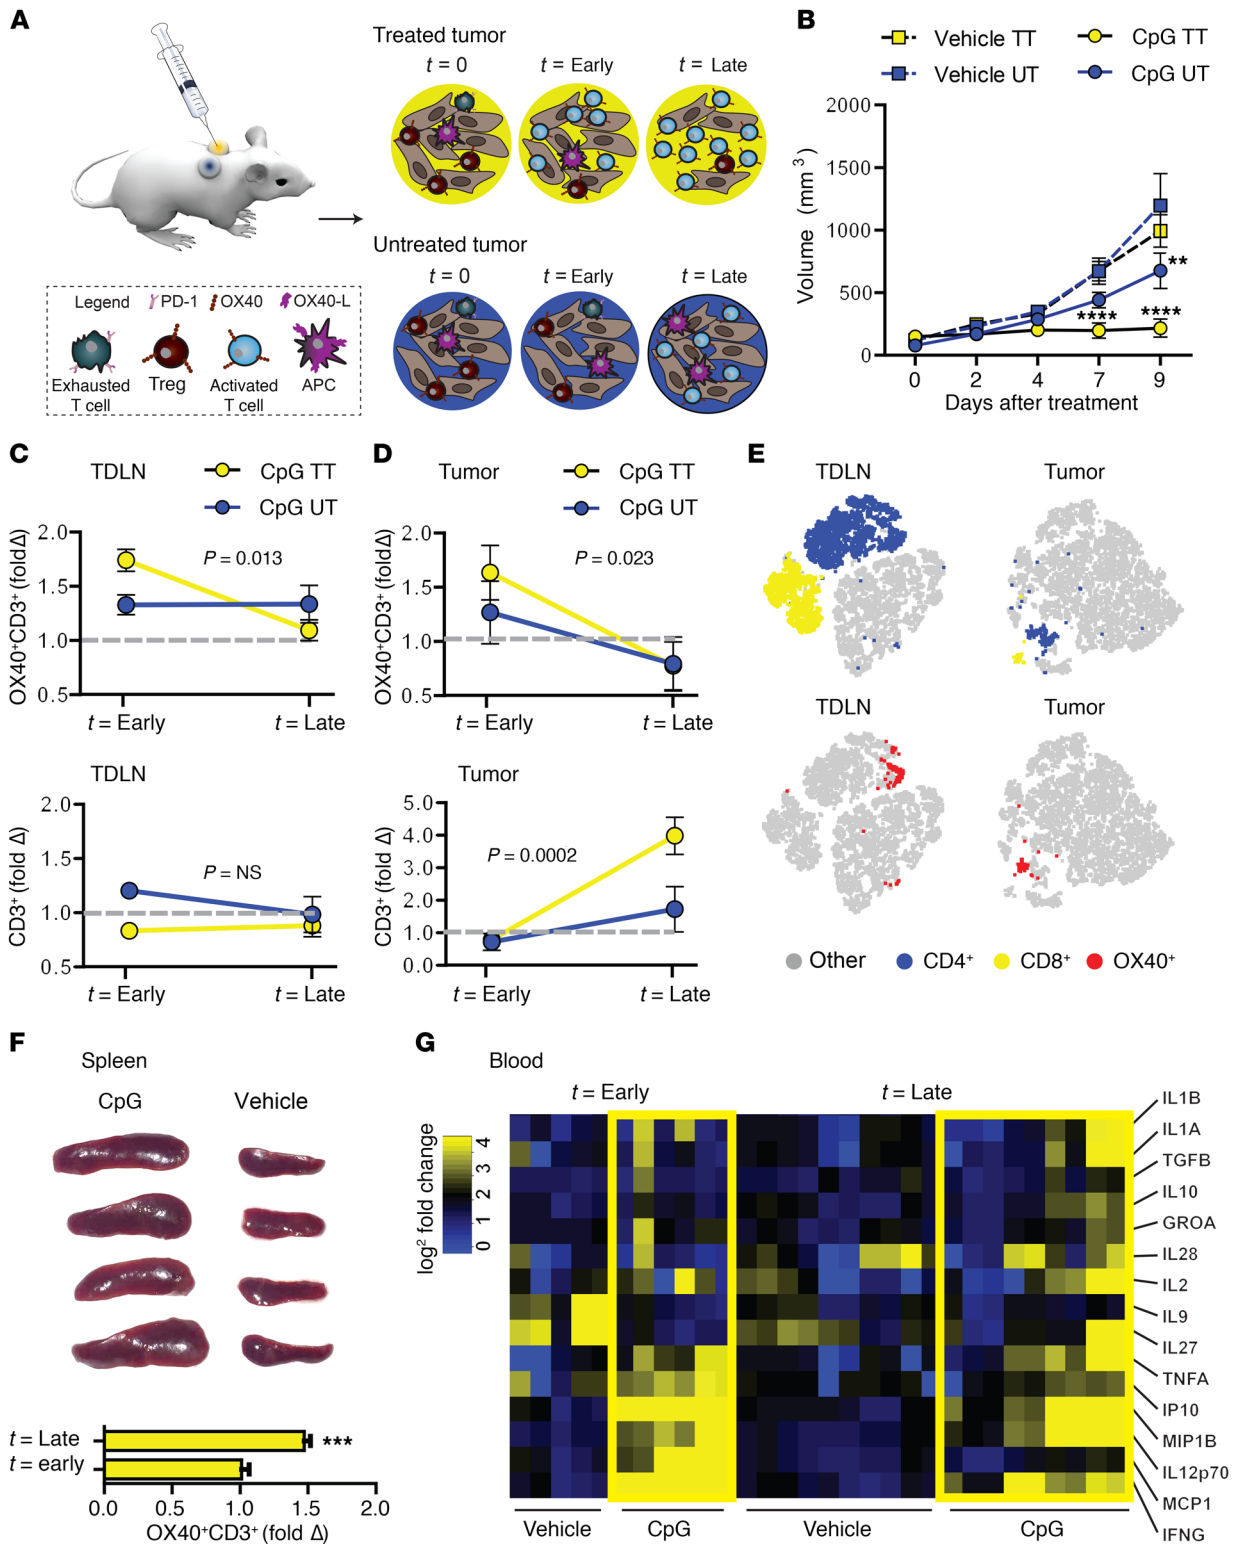 A
Treated tumor
t = 0
t = Early
t = Late
Untreated tumor
t = 0
t = Early
t = Late
Legend
PD-1
OX40
OX40-L
Exhausted
T cell
Treg
Activated
T cell
APC
B
Vehicle TT
CpG TT
Vehicle UT
CpG UT
2000
1500
1000
500
0
Volume (mm³)
**
****
****
0 2 4 7 9
Days after treatment
C
TDLN
CpG TT
CpG UT
2.0
1.5
1.0
0.5
OX40⁺CD3⁺ (fold Δ)
P = 0.013
t = Early
t = Late
TDLN
2.0
1.5
1.0
0.5
CD3⁺ (fold Δ)
P = NS
t = Early
t = Late
D
Tumor
CpG TT
CpG UT
2.0
1.5
1.0
0.5
OX40⁺CD3⁺ (fold Δ)
P = 0.023
t = Early
t = Late
Tumor
5.0
4.0
3.0
2.0
1.0
0.0
CD3⁺ (fold Δ)
P = 0.0002
t = Early
t = Late
E
TDLN
Tumor
TDLN
Tumor
Other
CD4⁺
CD8⁺
OX40⁺
F
Spleen
CpG
Vehicle
t = Late
***
t = early
0.0 0.5 1.0 1.5 2.0
OX40⁺CD3⁺ (fold Δ)
G
Blood
t = Early
t = Late
log² fold change
4
3
2
1
0
IL1B
IL1A
TGFB
IL10
GROA
IL28
IL2
IL9
IL27
TNFA
IP10
MIP1B
IL12p70
MCP1
IFNG
Vehicle
CpG
Vehicle
CpG